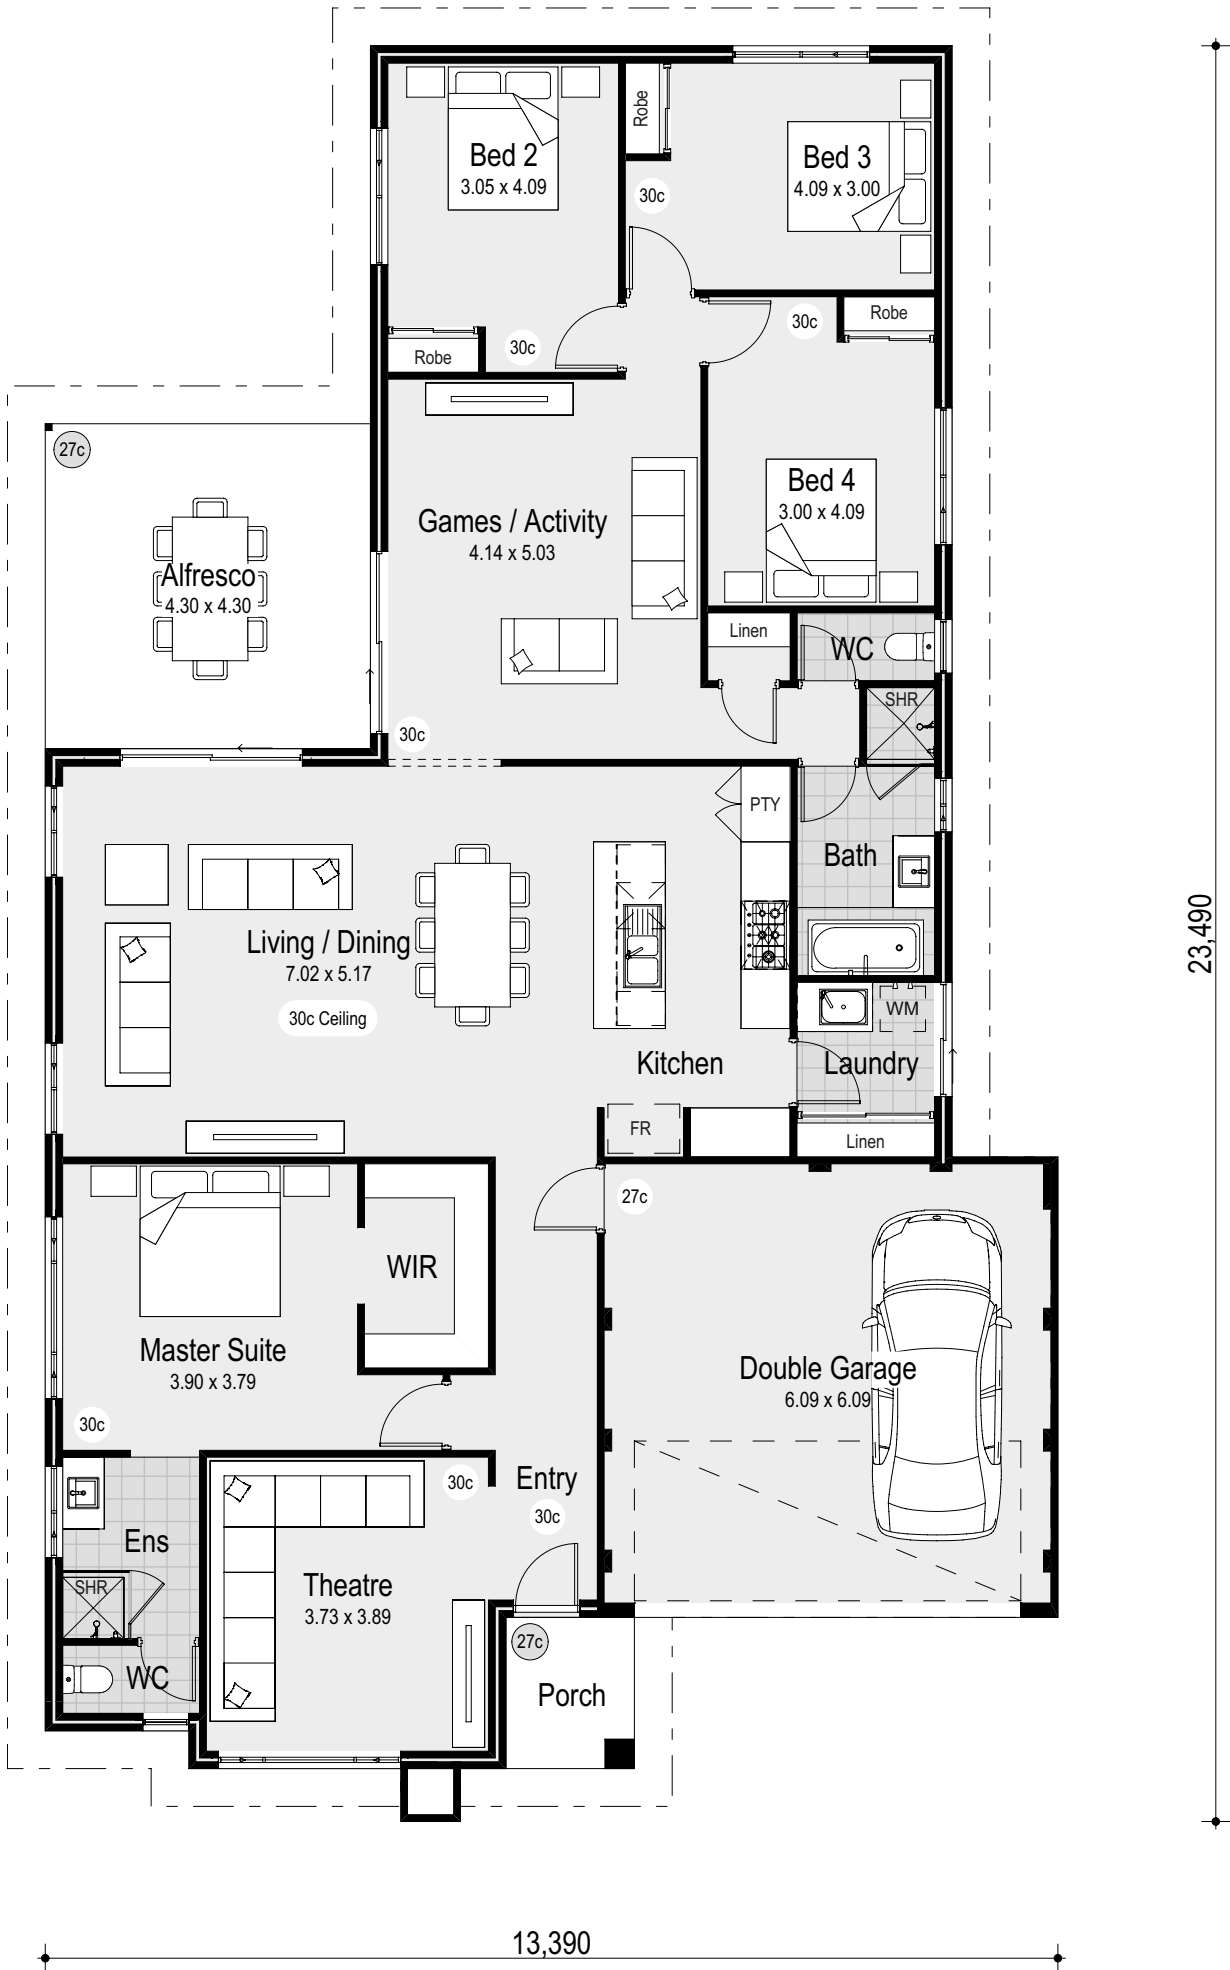 Robe
Bed 2
3.05 x 4.09
Bed 3
4.09 x 3.00
30c
30c
Robe
30c
Robe
27c
Bed 4
3.00 x 4.09
Games / Activity
4.14 x 5.03
Alfresco
4.30 x 4.30
Linen
WC
SHR
30c
PTY
Bath
Living / Dining
7.02 x 5.17
30c Ceiling
23,490
WM
Kitchen
Laundry
FR
Linen
27c
WIR
Master Suite
3.90 x 3.79
Double Garage
6.09 x 6.09
30c
30c
Entry
30c
Ens
SHR
Theatre
3.73 x 3.89
27c
WC
Porch
13,390